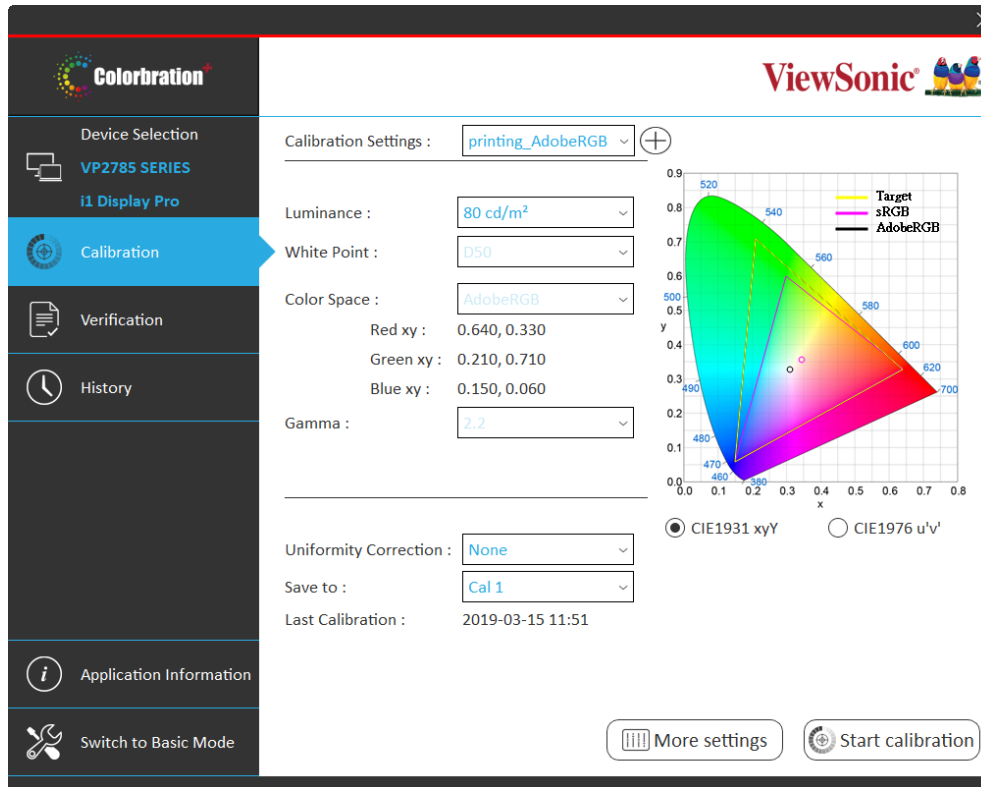 Colorbration+
ViewSonic®
Device Selection
VP2785 SERIES
i1 Display Pro
Calibration
Verification
History
Application Information
Switch to Basic Mode
Calibration Settings : printing_AdobeRGB
Luminance : 80 cd/m²
White Point : D50
Color Space : AdobeRGB
Red xy : 0.640, 0.330
Green xy : 0.210, 0.710
Blue xy : 0.150, 0.060
Gamma : 2.2
Uniformity Correction : None
Save to : Cal 1
Last Calibration : 2019-03-15 11:51
Target
sRGB
AdobeRGB
0.9
0.8
0.7
0.6
0.5
y
0.4
0.3
0.2
0.1
0.0
520
540
560
500
580
600
620
490
700
480
470
460
380
0.0 0.1 0.2 0.3 0.4 0.5 0.6 0.7 0.8
x
CIE1931 xyY
CIE1976 u'v'
More settings
Start calibration